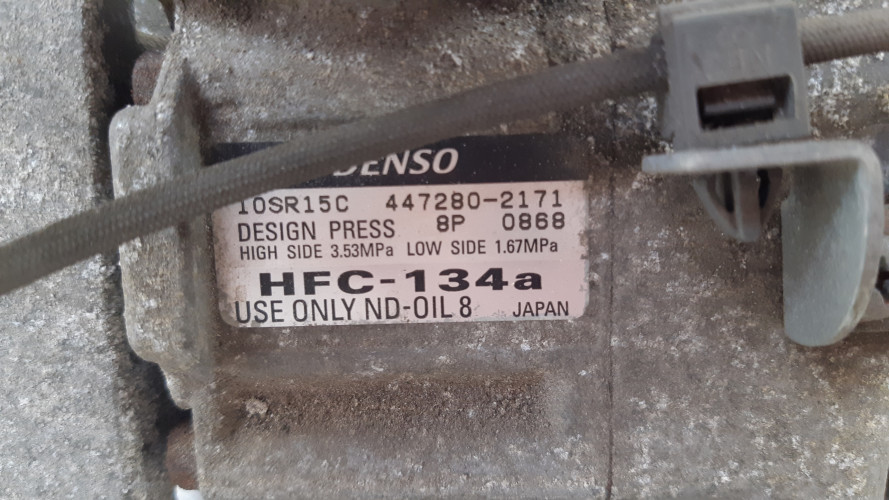 DENSO
10SR15C 447280-2171
DESIGN PRESS 8P 0868
HIGH SIDE 3.53MPa LOW SIDE 1.67MPa
HFC-134a
USE ONLY ND-OIL 8 JAPAN